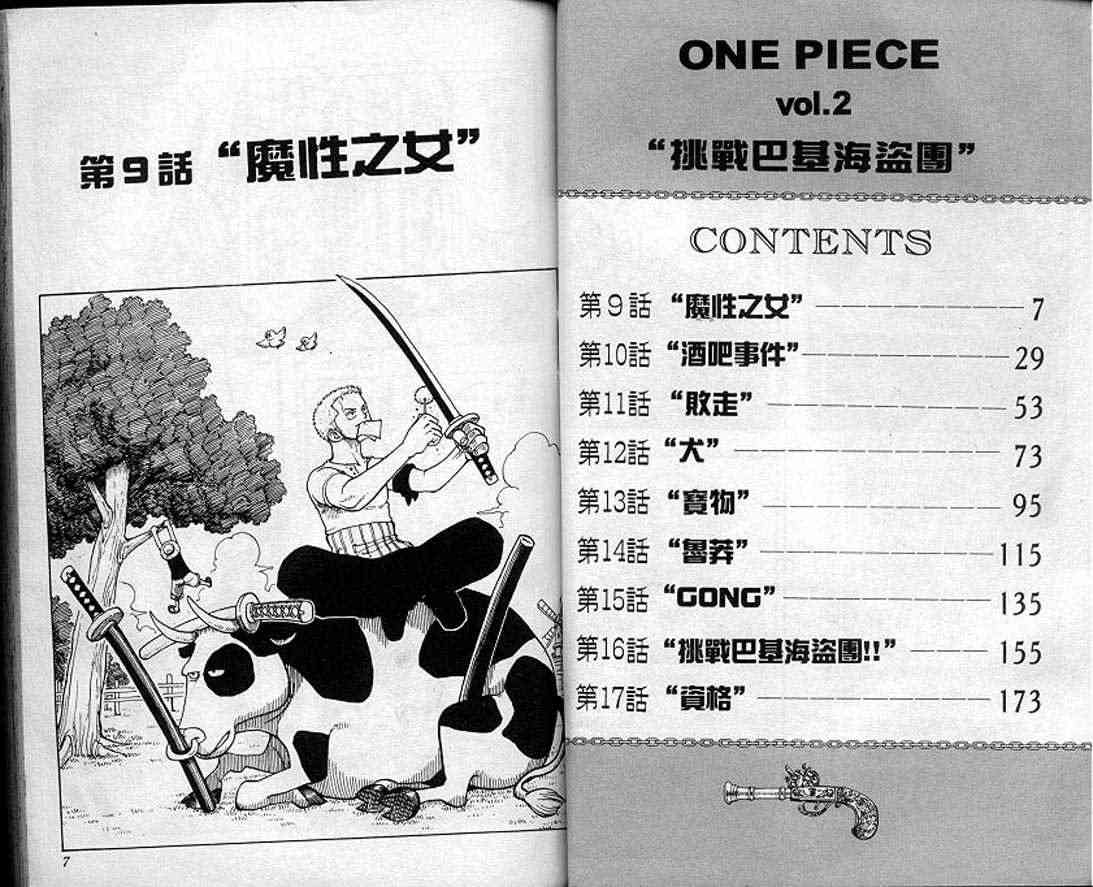 ONE PIECE
vol.2
“挑戰巴基海盜團”
CONTENTS
第9話 “魔性之女” 7
第10話 “酒吧事件” 29
第11話 “敗走” 53
第12話 “犬” 73
第13話 “寶物” 95
第14話 “魯莽” 115
第15話 “GONG” 135
第16話 “挑戰巴基海盜團!!” 155
第17話 “資格” 173
第9話 “魔性之女”
7